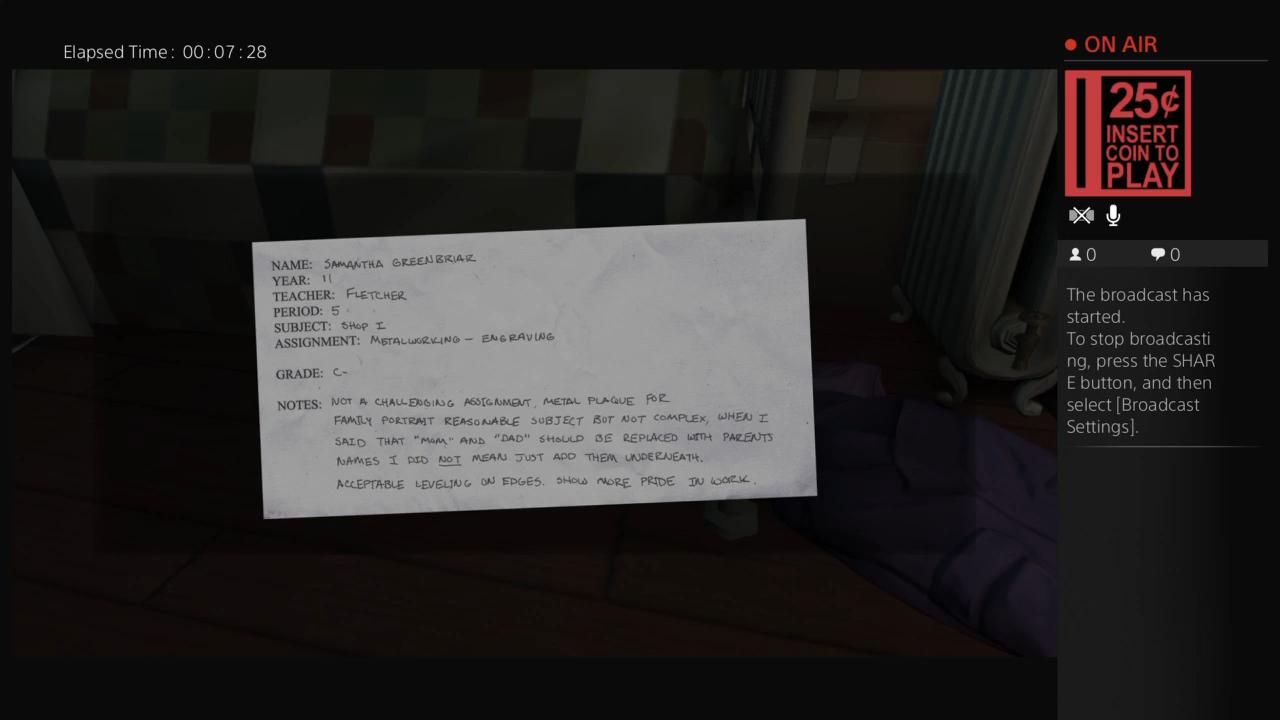 Elapsed Time: 00:07:28
ON AIR
25¢
INSERT
COIN TO
PLAY
0 0
The broadcast has
started.
To stop broadcasti
ng, press the SHAR
E button, and then
select [Broadcast
Settings].
NAME: SAMANTHA GREENBRIAR
YEAR: 11
TEACHER: FLETCHER
PERIOD: 5
SUBJECT: SHOP I
ASSIGNMENT: METALWORKING - ENGRAVING
GRADE: C-
NOTES: NOT A CHALLENGING ASSIGNMENT, METAL PLAQUE FOR
FAMILY PORTRAIT REASONABLE SUBJECT BUT NOT COMPLEX, WHEN I
SAID THAT "MOM" AND "DAD" SHOULD BE REPLACED WITH PARENTS
NAMES I DID NOT MEAN JUST ADD THEM UNDERNEATH.
ACCEPTABLE LEVELING ON EDGES. SHOW MORE PRIDE IN WORK.